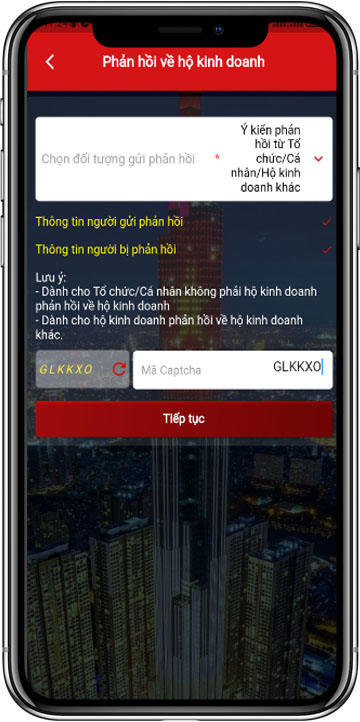 Phản hồi về hộ kinh doanh
Ý kiến phản
hồi từ Tổ
Chọn đối tượng gửi phản hồi * chức/Cá
nhân/Hộ kinh
doanh khác
Thông tin người gửi phản hồi
Thông tin người bị phản hồi
Lưu ý:
- Dành cho Tổ chức/Cá nhân không phải hộ kinh doanh
phản hồi về hộ kinh doanh
- Dành cho hộ kinh doanh phản hồi về hộ kinh doanh
khác.
GLKKXO Mã Captcha GLKKXO
Tiếp tục